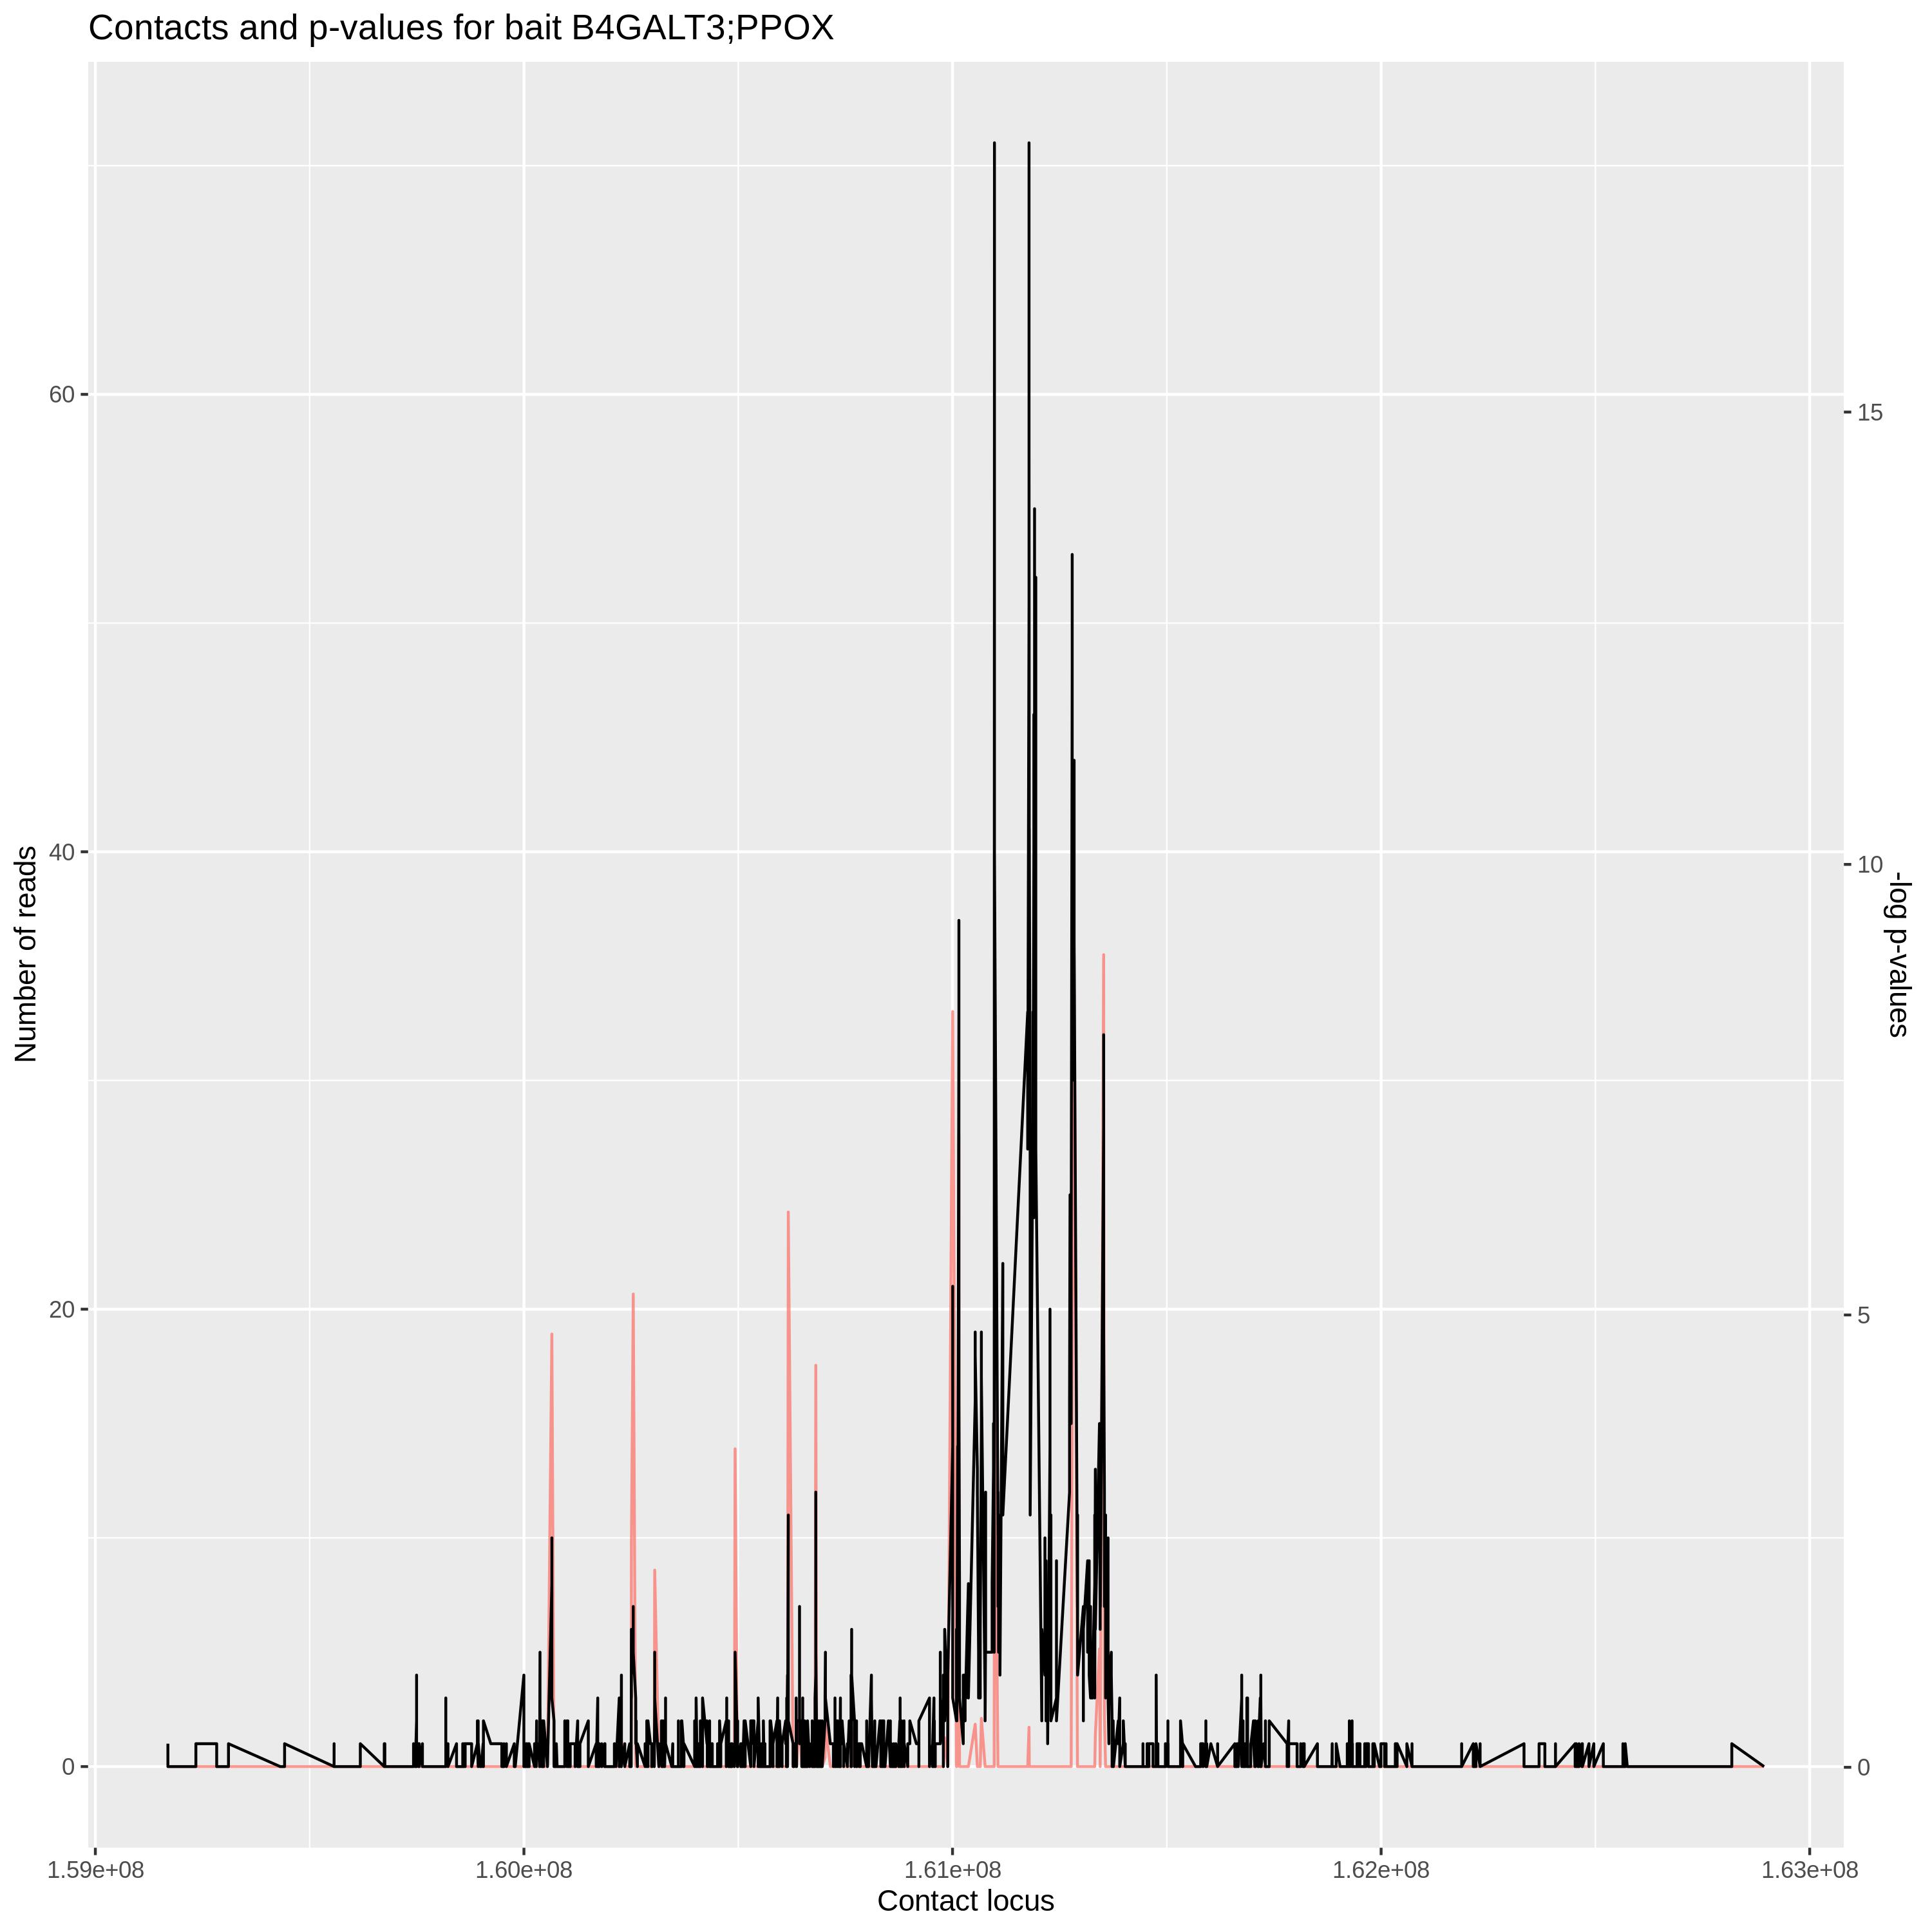 Contacts and p-values for bait B4GALT3;PPOX
Number of reads
60
40
20
0
15
10
5
0
-log p-values
1.59e+08
1.60e+08
1.61e+08
1.62e+08
1.63e+08
Contact locus